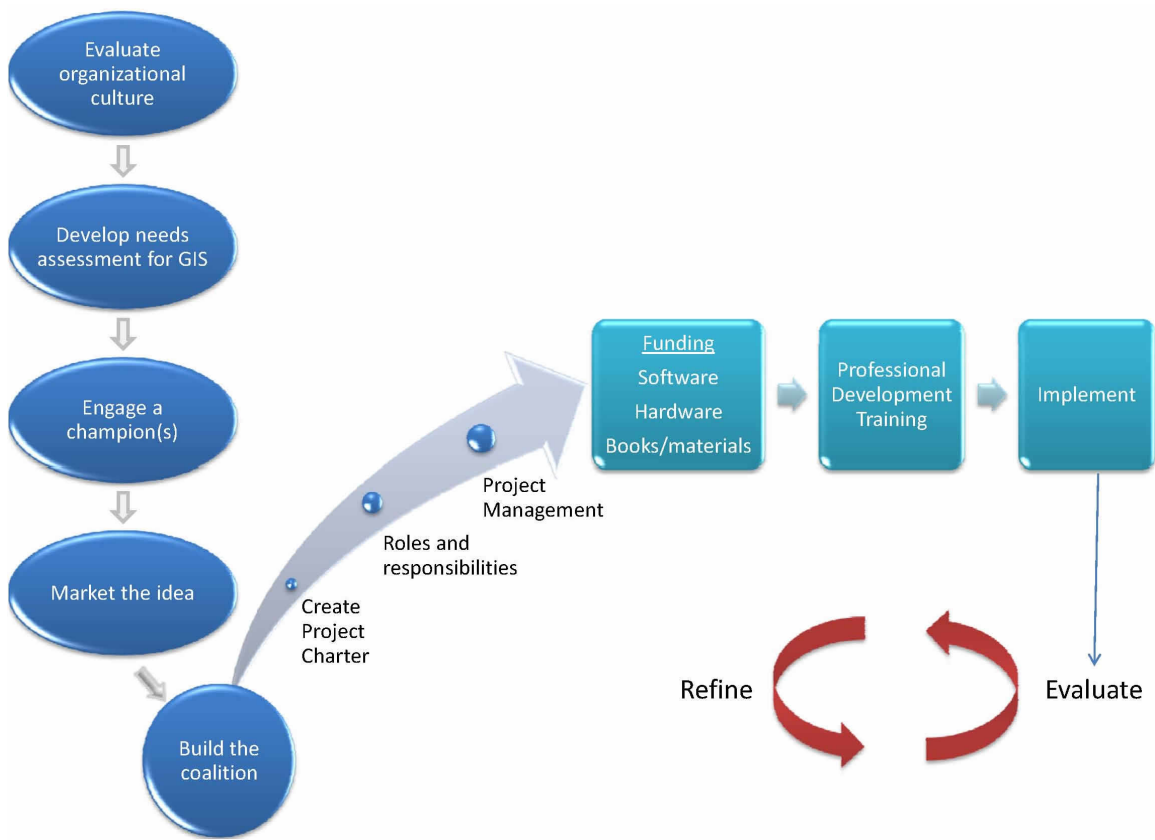 Evaluate
organizational
culture
Develop needs
assessment for GIS
Engage a
champion(s)
Market the idea
Build the
coalition
Create
Project
Charter
Roles and
responsibilities
Project
Management
Funding
Software
Hardware
Books/materials
Professional
Development
Training
Implement
Evaluate
Refine